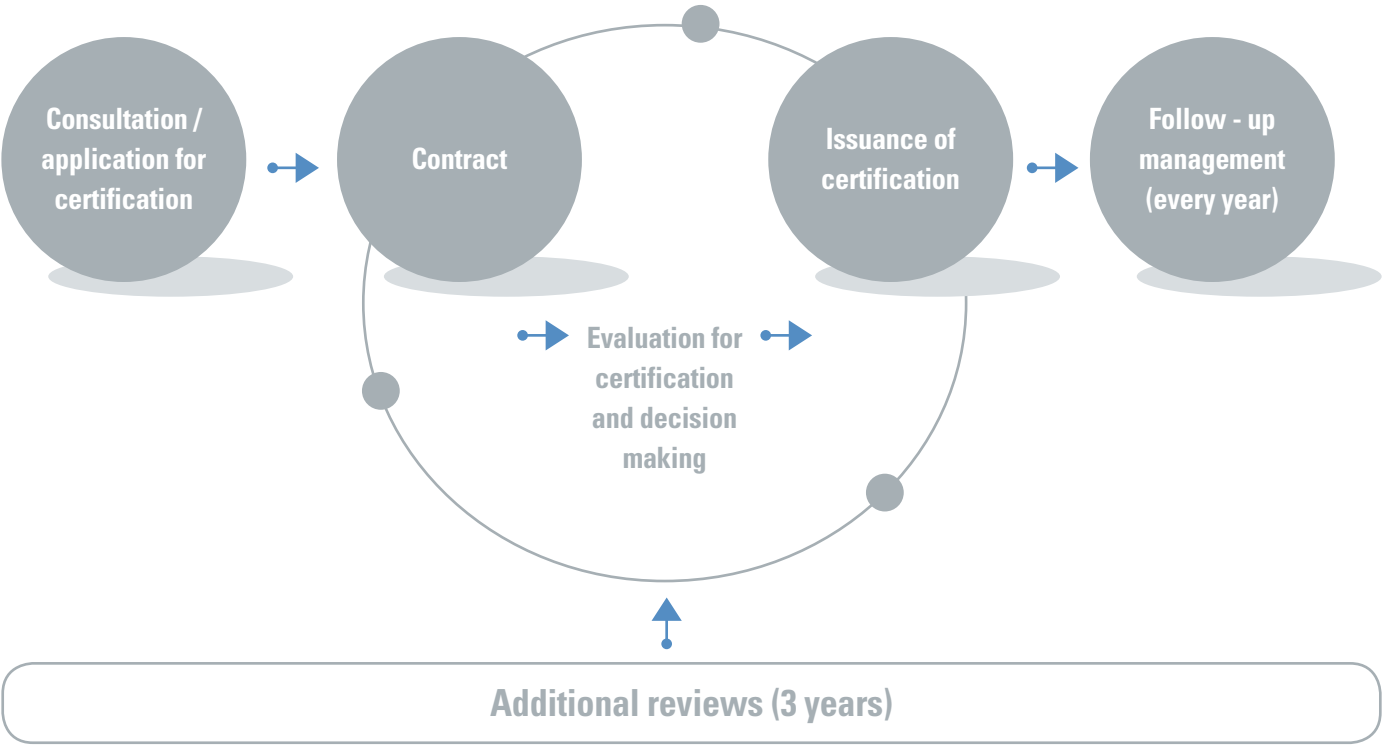 Consultation /
application for
certification
Contract
Issuance of
certification
Follow - up
management
(every year)
Evaluation for
certification
and decision
making
Additional reviews (3 years)